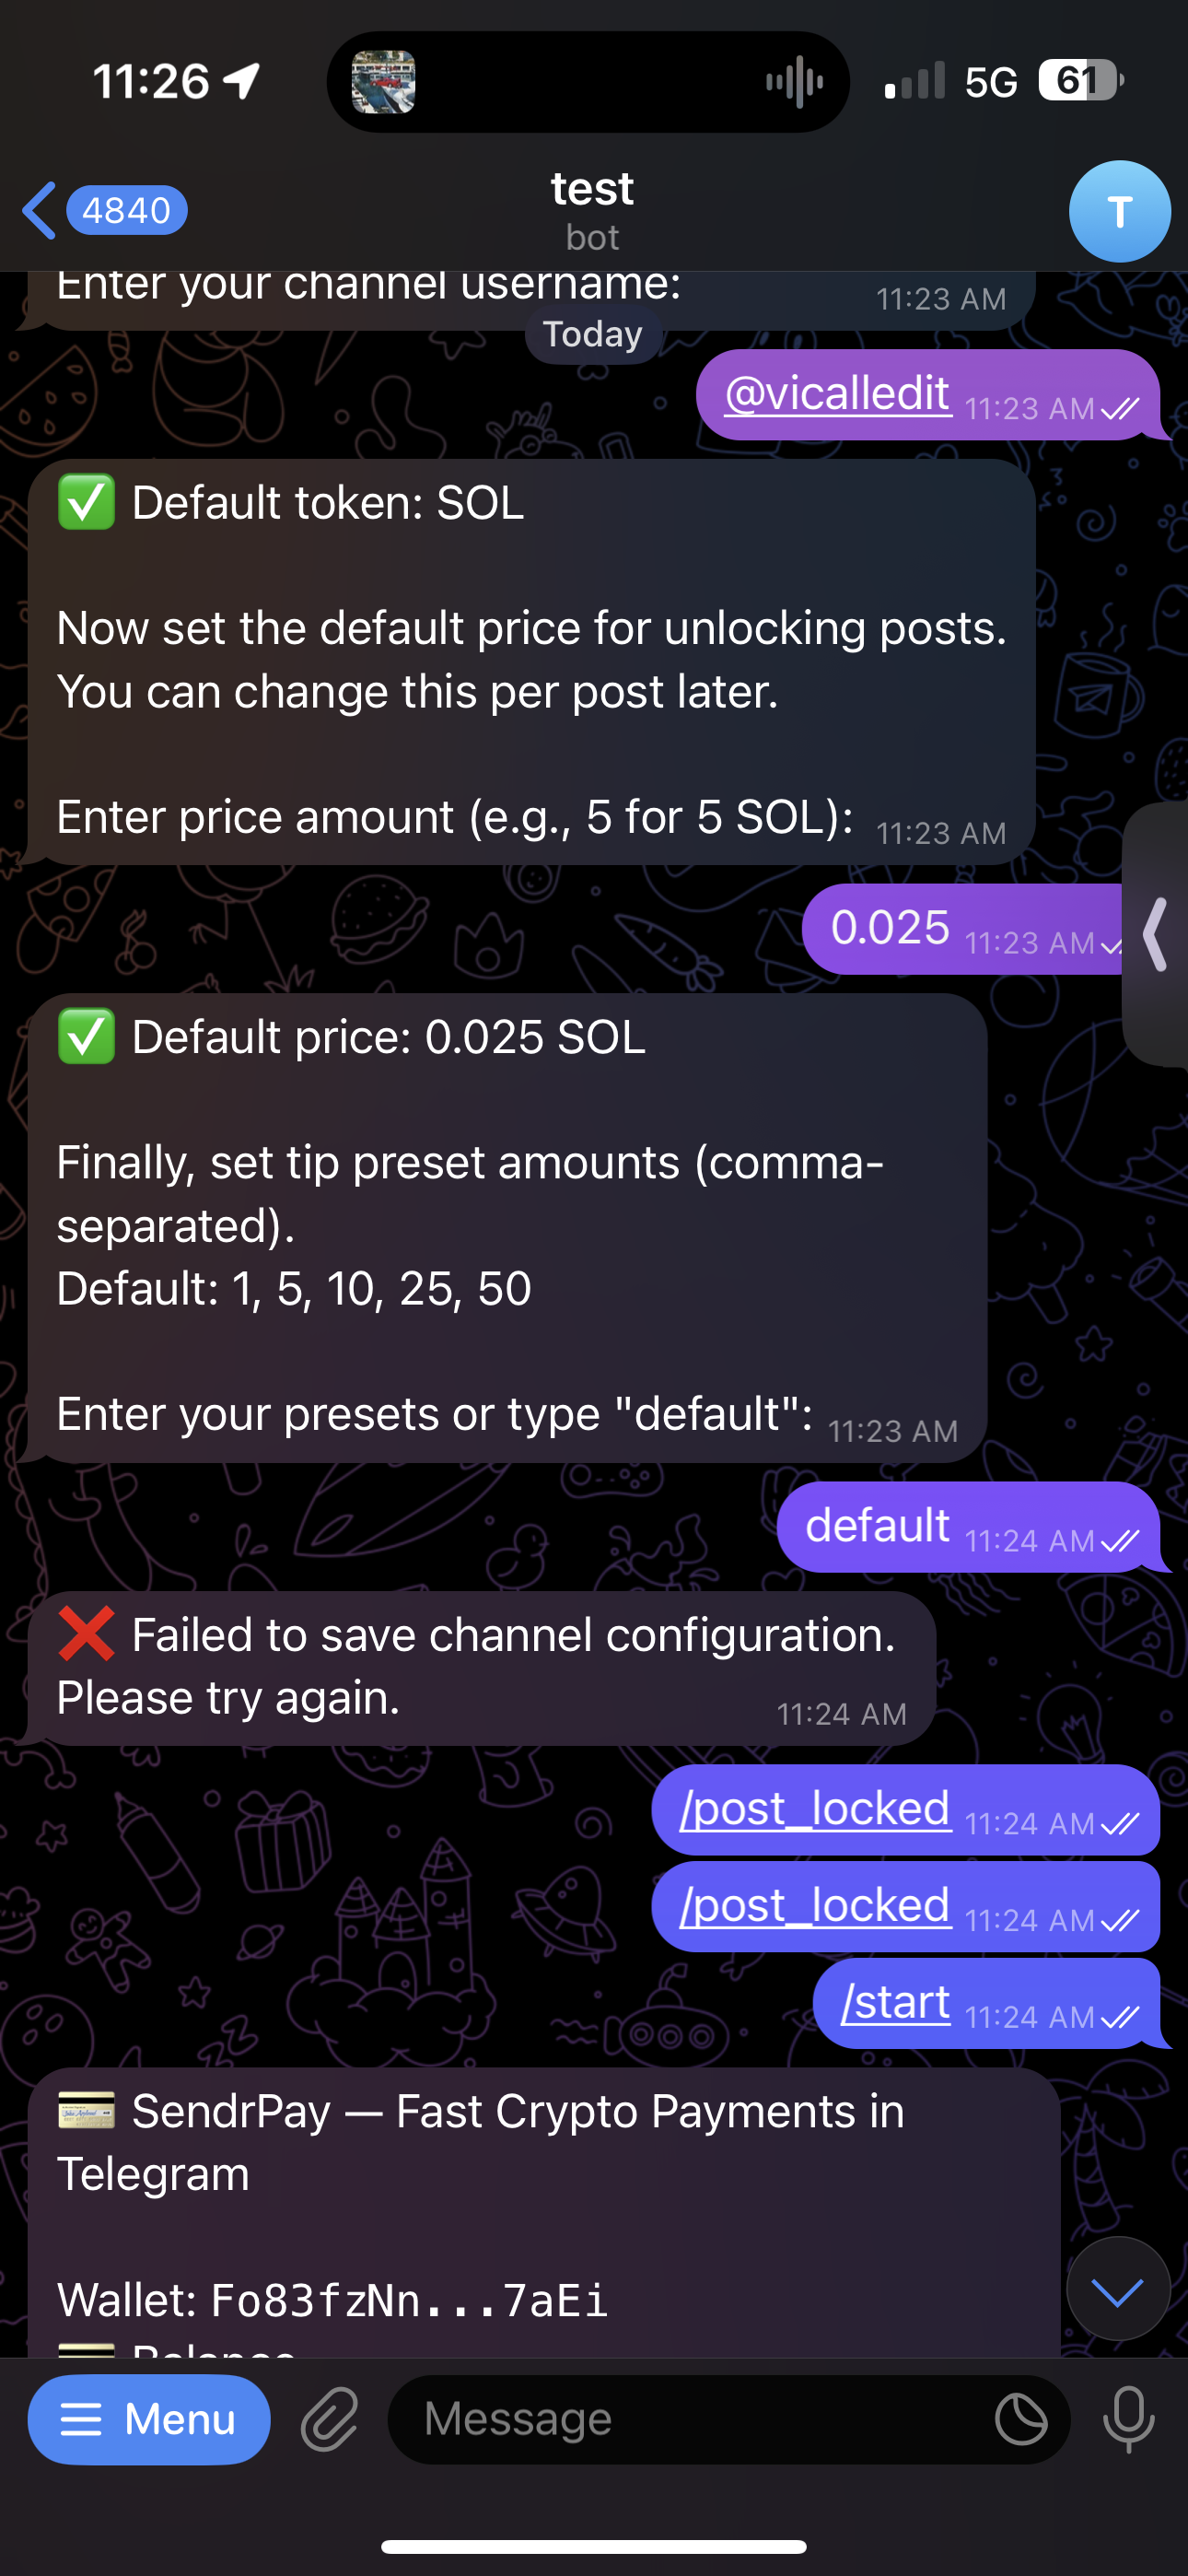 11:26
5G
61
4840
test
bot
T
Enter your channel username:
11:23 AM
Today
@vicalledit
11:23 AM
✅ Default token: SOL
Now set the default price for unlocking posts.
You can change this per post later.
Enter price amount (e.g., 5 for 5 SOL):
11:23 AM
0.025
11:23 AM
✅ Default price: 0.025 SOL
Finally, set tip preset amounts (comma-
separated).
Default: 1, 5, 10, 25, 50
Enter your presets or type "default":
11:23 AM
default
11:24 AM
❌ Failed to save channel configuration.
Please try again.
11:24 AM
/post_locked
11:24 AM
/post_locked
11:24 AM
/start
11:24 AM
💳 SendrPay — Fast Crypto Payments in
Telegram
Wallet: Fo83fzNn...7aEi
💳 Balance
Menu
Message